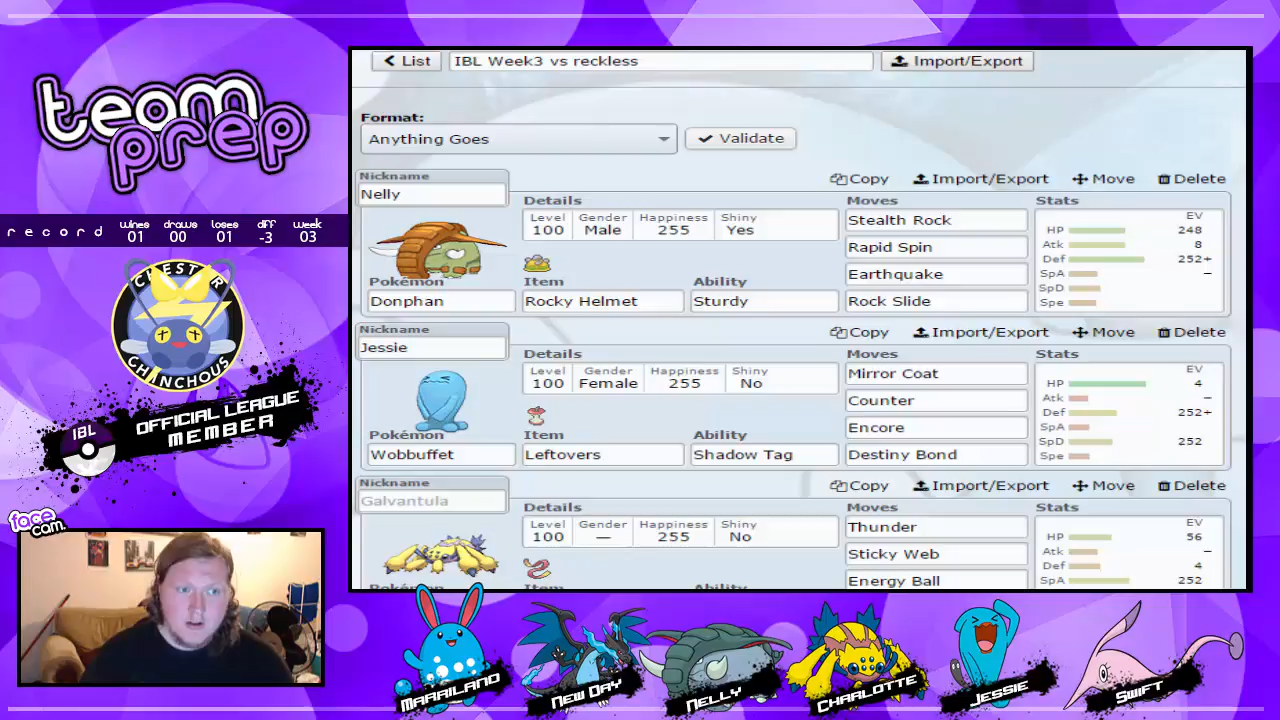 team
prep
record
wines draws loses diff week
01 00 01 -3 03
CHESTER
CHINCHOUS
IBL
OFFICIAL LEAGUE
MEMBER
face
cam.
List
IBL Week3 vs reckless
Import/Export
Format:
Anything Goes
Validate
Copy Import/Export Move Delete
Nickname
Nelly
Details
Level Gender Happiness Shiny
100 Male 255 Yes
Pokémon Item Ability
Donphan Rocky Helmet Sturdy
Moves
Stealth Rock
Rapid Spin
Earthquake
Rock Slide
Stats
EV
HP 248
Atk 8
Def 252+
SpA –
SpD
Spe
Copy Import/Export Move Delete
Nickname
Jessie
Details
Level Gender Happiness Shiny
100 Female 255 No
Pokémon Item Ability
Wobbuffet Leftovers Shadow Tag
Moves
Mirror Coat
Counter
Encore
Destiny Bond
Stats
EV
HP 4
Atk –
Def 252+
SpA
SpD 252
Spe
Copy Import/Export Move Delete
Nickname
Galvantula
Details
Level Gender Happiness Shiny
100 — 255 No
Pokémon Item Ability
Moves
Thunder
Sticky Web
Energy Ball
Stats
EV
HP 56
Atk –
Def 4
SpA 252
MARAILAND
NEW DAY
NELLY
CHARLOTTE
JESSIE
SWIFT